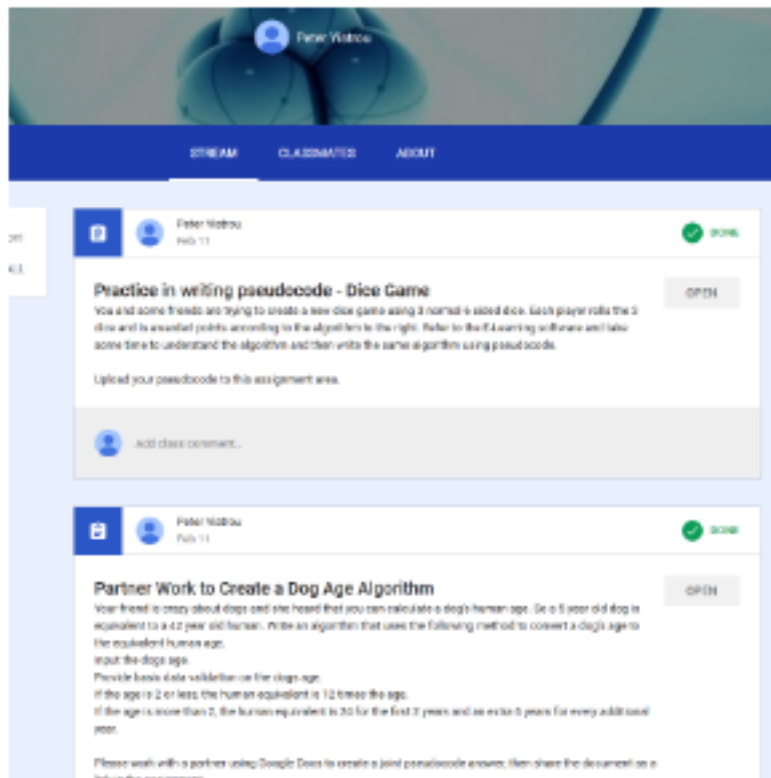 Peter Viatrou
STREAM CLASSMATES ABOUT
Peter Viatrou
Feb 11
DONE
Practice in writing pseudocode - Dice Game
OPEN
You and some friends are trying to create a new dice game using 3 normal 6 sided dice. Each player rolls the 3
dice and is awarded points according to the algorithm to the right. Refer to the E-Learning software and take
some time to understand the algorithm and then write the same algorithm using pseudocode.
Upload your pseudocode to this assignment area.
Add class comment...
Peter Viatrou
Feb 11
DONE
Partner Work to Create a Dog Age Algorithm
OPEN
Your friend is crazy about dogs and she heard that you can calculate a dog's human age. So a 5 year old dog is
equivalent to a 42 year old human. Write an algorithm that uses the following method to convert a dog's age to
the equivalent human age.
Input the dogs age.
Provide basic data validation on the dogs age.
If the age is 2 or less, the human equivalent is 12 times the age.
If the age is more than 2, the human equivalent is 24 for the first 2 years and an extra 6 years for every additional
year.
Please work with a partner using Google Docs to create a joint pseudocode answer, then share the document as a